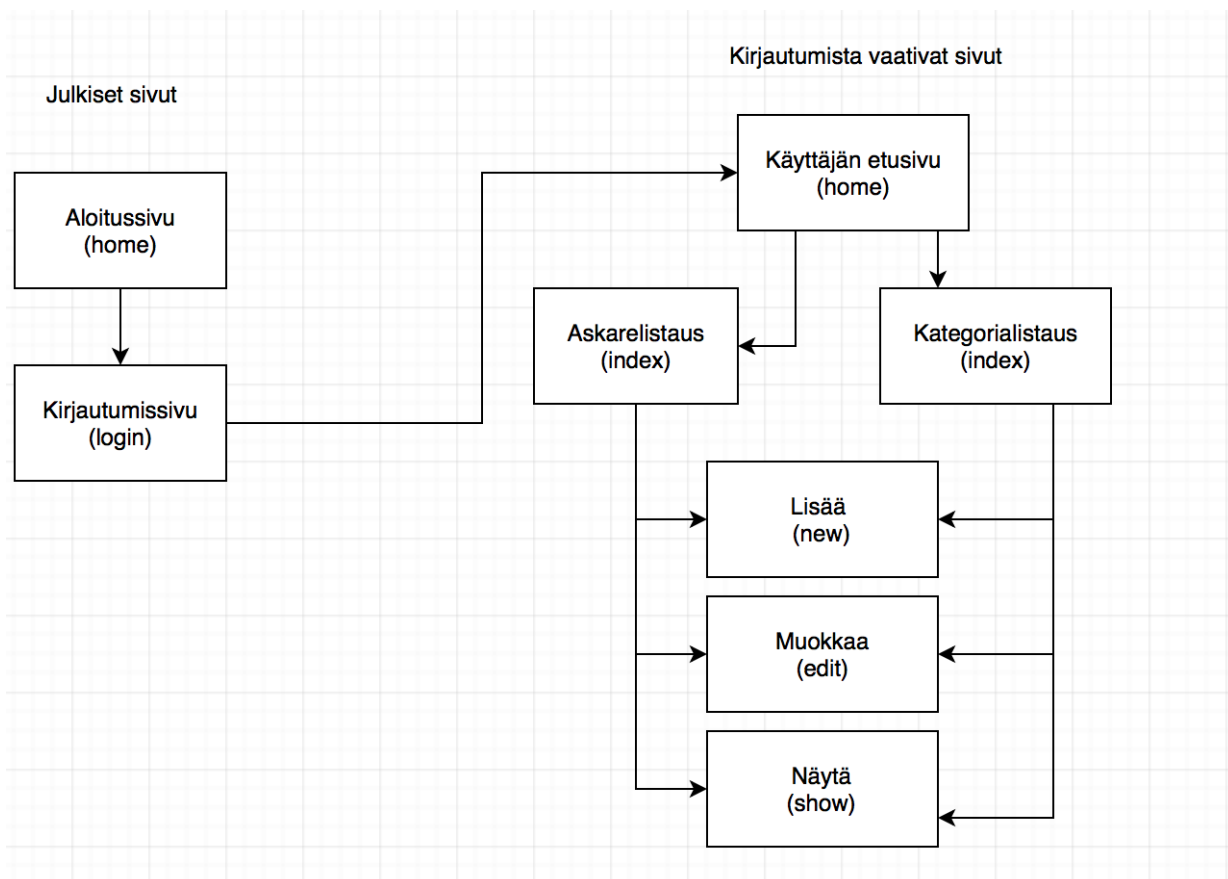 Julkiset sivut
Aloitussivu
(home)
Kirjautumissivu
(login)
Kirjautumista vaativat sivut
Käyttäjän etusivu
(home)
Askarelistaus
(index)
Kategorialistaus
(index)
Lisää
(new)
Muokkaa
(edit)
Näytä
(show)